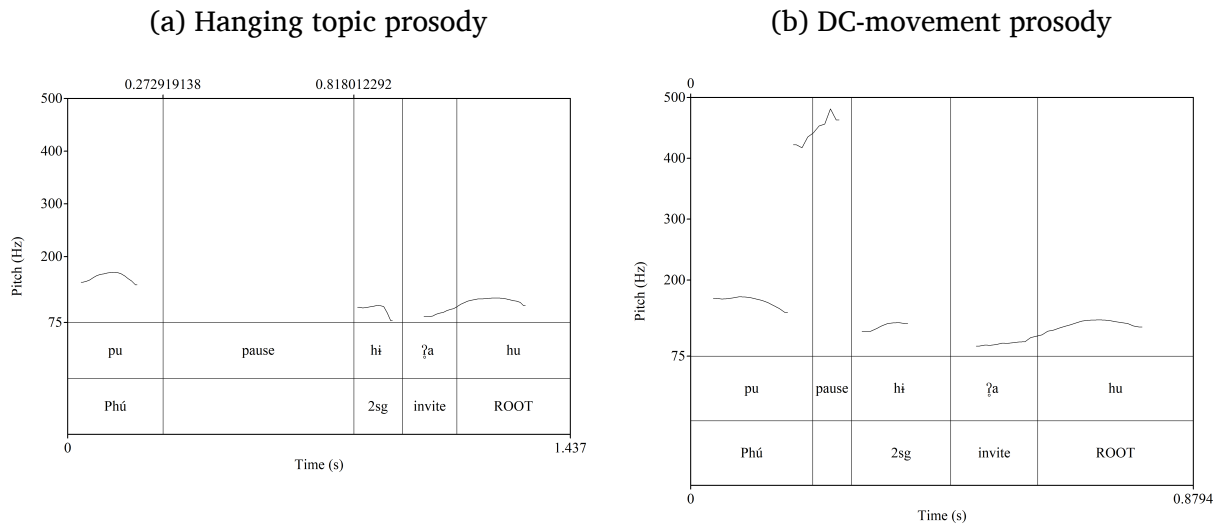 (a) Hanging topic prosody
0.272919138 0.818012292
500
400
300
200
75
Pitch (Hz)
pu pause hɨ ʔ̥a hu
Phú 2sg invite ROOT
0 1.437
Time (s)
(b) DC-movement prosody
0
500
400
300
200
75
Pitch (Hz)
pu pause hɨ ʔ̥a hu
Phú 2sg invite ROOT
0 0.8794
Time (s)